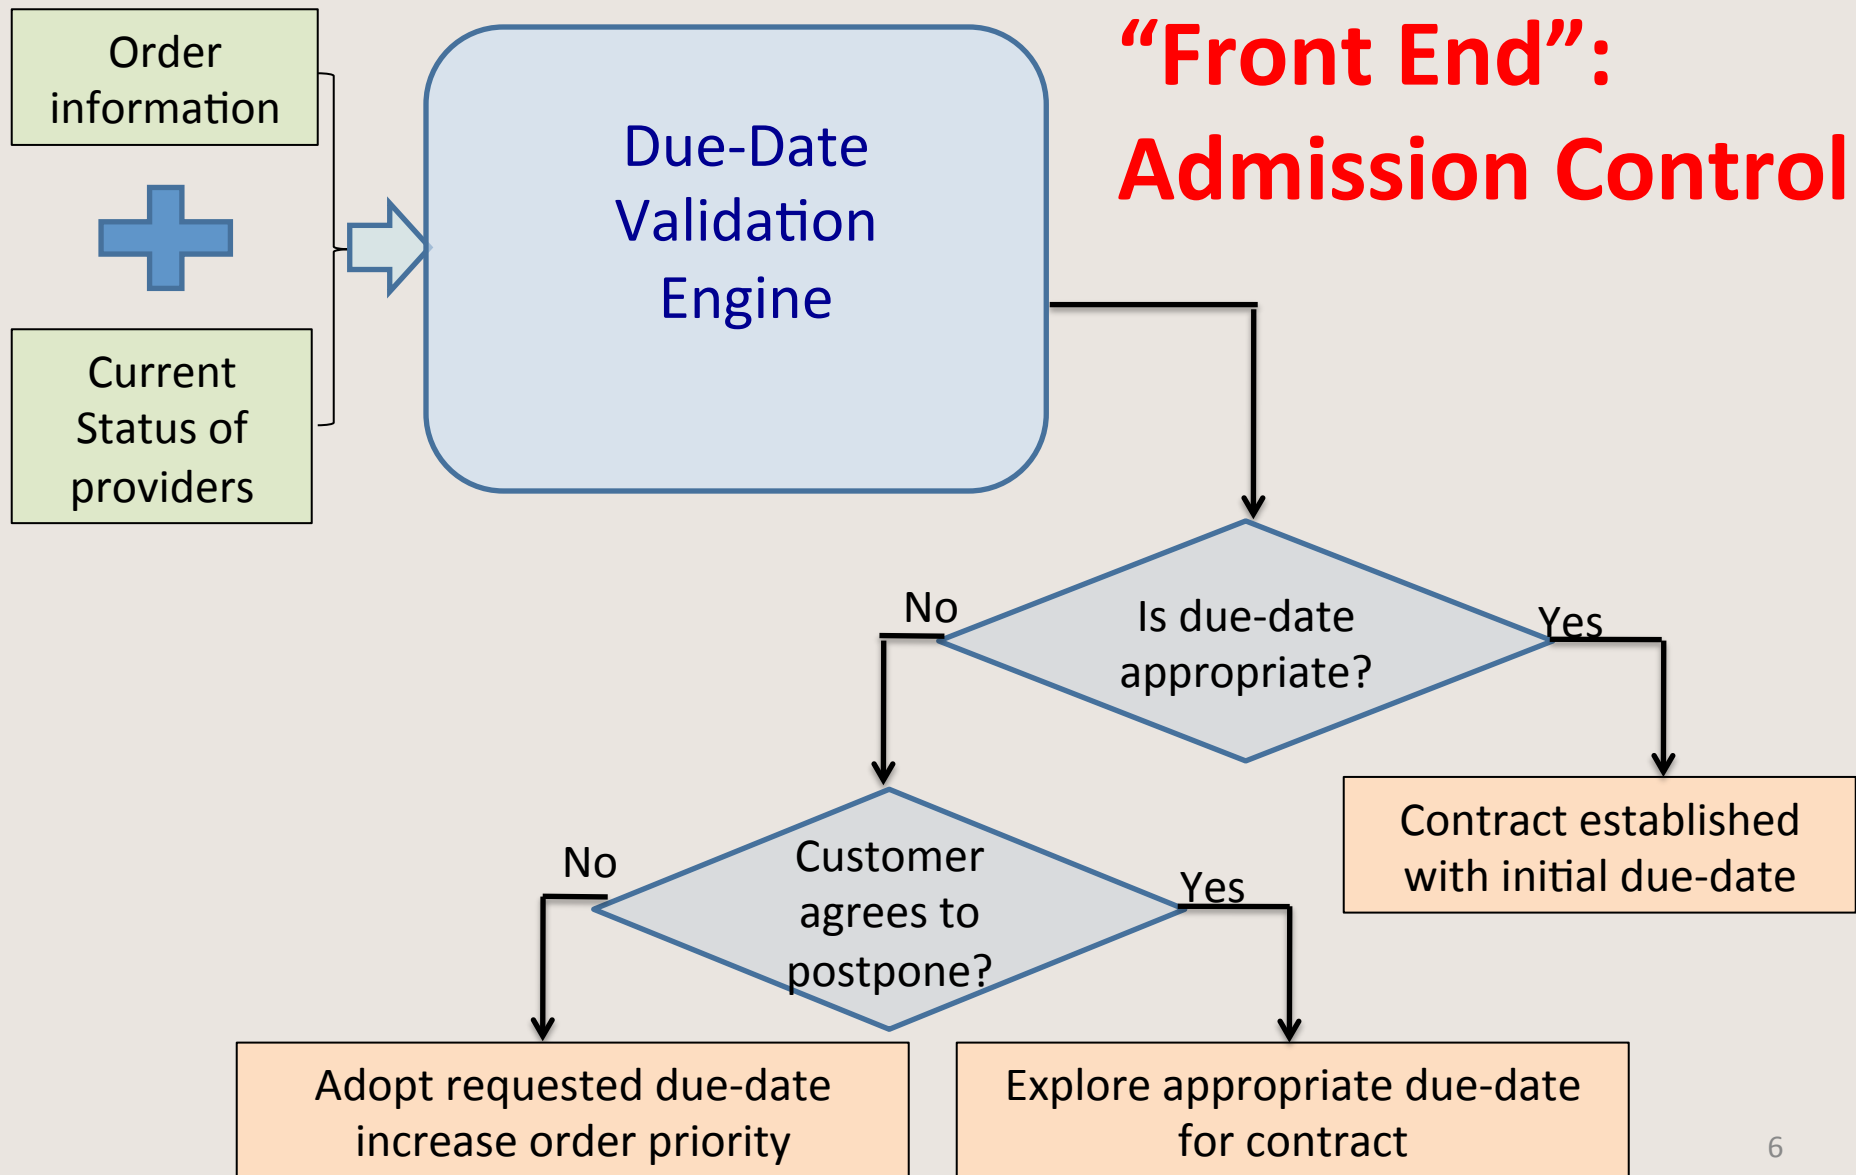 “Front End”:
Admission Control
Order
information
Current
Status of
providers
Due-Date
Validation
Engine
Is due-date
appropriate?
No
Yes
Contract established
with initial due-date
Customer
agrees to
postpone?
No
Yes
Adopt requested due-date
increase order priority
Explore appropriate due-date
for contract
6